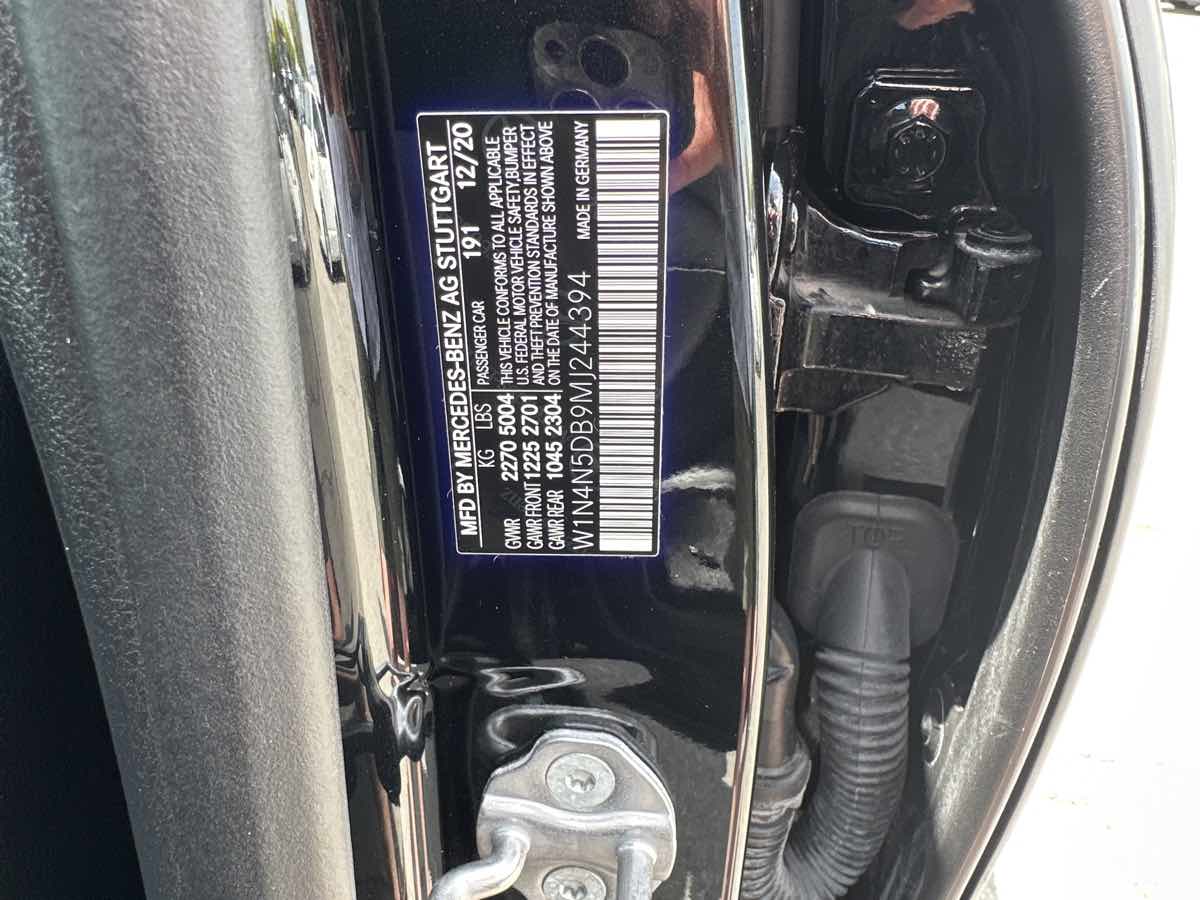 MFD BY MERCEDES-BENZ AG STUTTGART
191 12/20
KG LBS PASSENGER CAR
GVWR 2270 5004
GAWR FRONT 1225 2701
GAWR REAR 1045 2304
THIS VEHICLE CONFORMS TO ALL APPLICABLE
U.S. FEDERAL MOTOR VEHICLE SAFETY,BUMPER
AND THEFT PREVENTION STANDARDS IN EFFECT
ON THE DATE OF MANUFACTURE SHOWN ABOVE
W1N4N5DB9MJ244394 MADE IN GERMANY
TOP